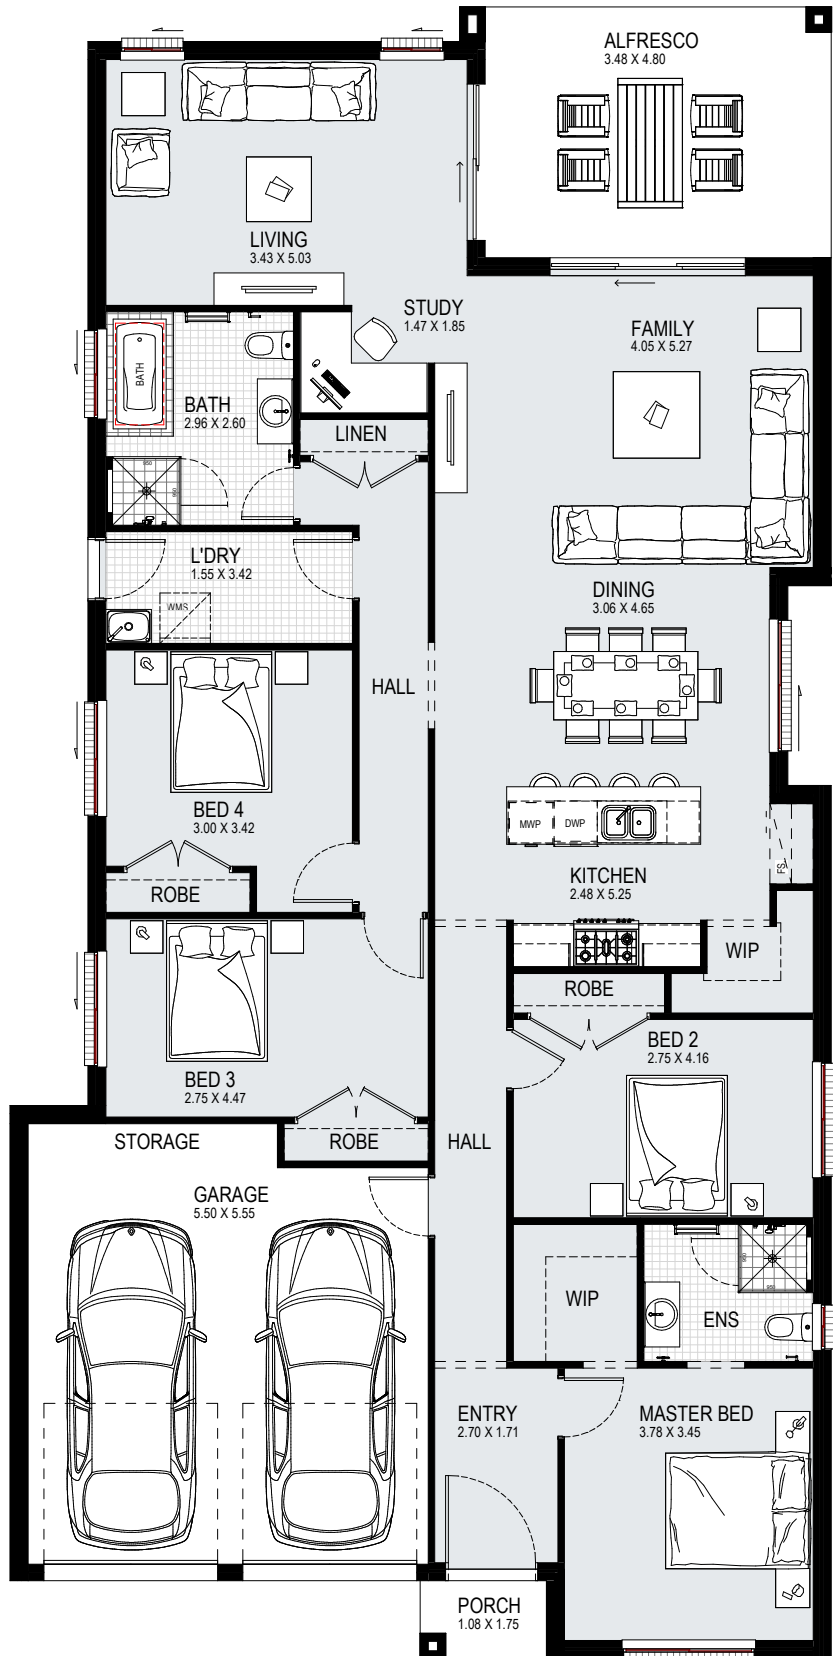 ALFRESCO
3.48 X 4.80
LIVING
3.43 X 5.03
STUDY
1.47 X 1.85
FAMILY
4.05 X 5.27
BATH
BATH
2.96 X 2.60
LINEN
950
L'DRY
1.55 X 3.42
WMS
DINING
3.06 X 4.65
HALL
BED 4
3.00 X 3.42
MWP
DWP
FS
KITCHEN
2.48 X 5.25
ROBE
WIP
ROBE
BED 2
2.75 X 4.16
BED 3
2.75 X 4.47
STORAGE
ROBE
HALL
GARAGE
5.50 X 5.55
WIP
ENS
ENTRY
2.70 X 1.71
MASTER BED
3.78 X 3.45
PORCH
1.08 X 1.75